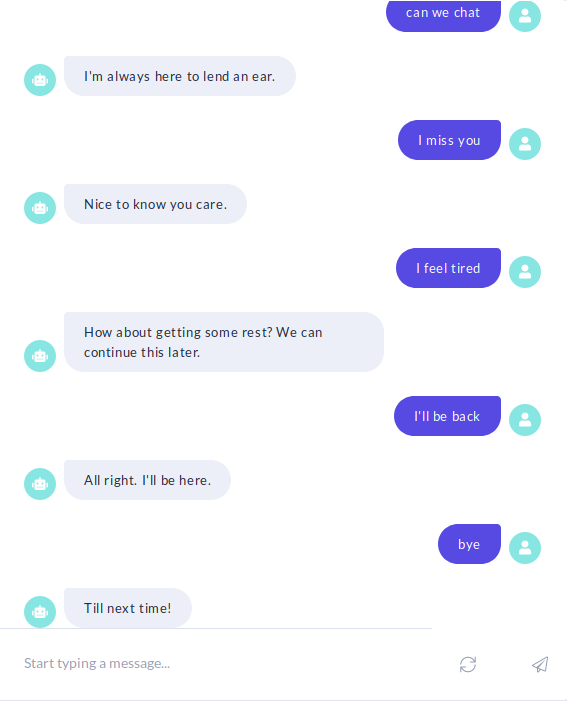 can we chat
I'm always here to lend an ear.
I miss you
Nice to know you care.
I feel tired
How about getting some rest? We can
continue this later.
I'll be back
All right. I'll be here.
bye
Till next time!
Start typing a message...